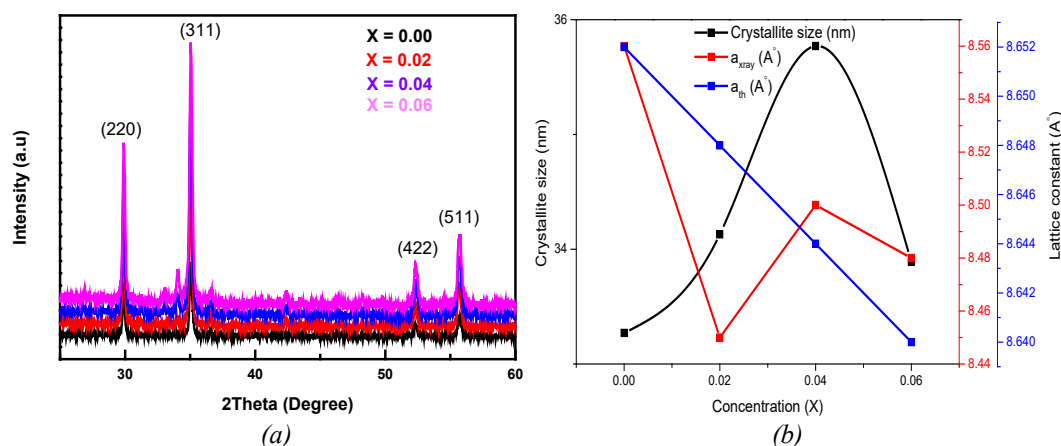 (311)
X = 0.00
X = 0.02
X = 0.04
X = 0.06
(220)
(511)
(422)
Intensity (a.u)
30
40
50
60
2Theta (Degree)
(a)
Crystallite size (nm)
a_xray (A°)
a_th (A°)
36
35
34
Crystallite size (nm)
0.00
0.02
0.04
0.06
Concentration (X)
8.56
8.54
8.52
8.50
8.48
8.46
8.44
8.652
8.650
8.648
8.646
8.644
8.642
8.640
Lattice constant (A°)
(b)